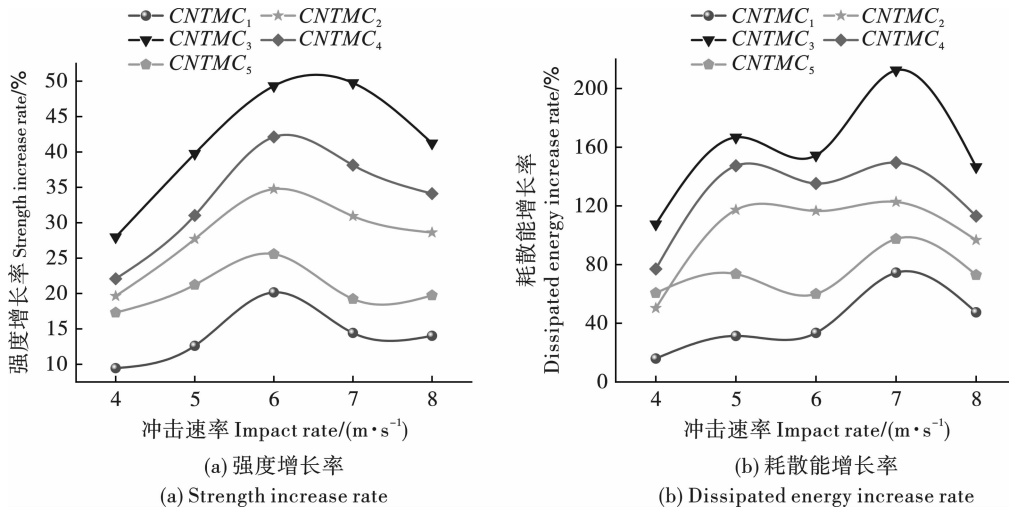 CNTMC₁ CNTMC₂
CNTMC₃ CNTMC₄
CNTMC₅
强度增长率 Strength increase rate/%
50
45
40
35
30
25
20
15
10
4 5 6 7 8
冲击速率 Impact rate/(m·s⁻¹)
(a) 强度增长率
(a) Strength increase rate
CNTMC₁ CNTMC₂
CNTMC₃ CNTMC₄
CNTMC₅
耗散能增长率
Dissipated energy increase rate/%
200
160
120
80
40
0
4 5 6 7 8
冲击速率 Impact rate/(m·s⁻¹)
(b) 耗散能增长率
(b) Dissipated energy increase rate